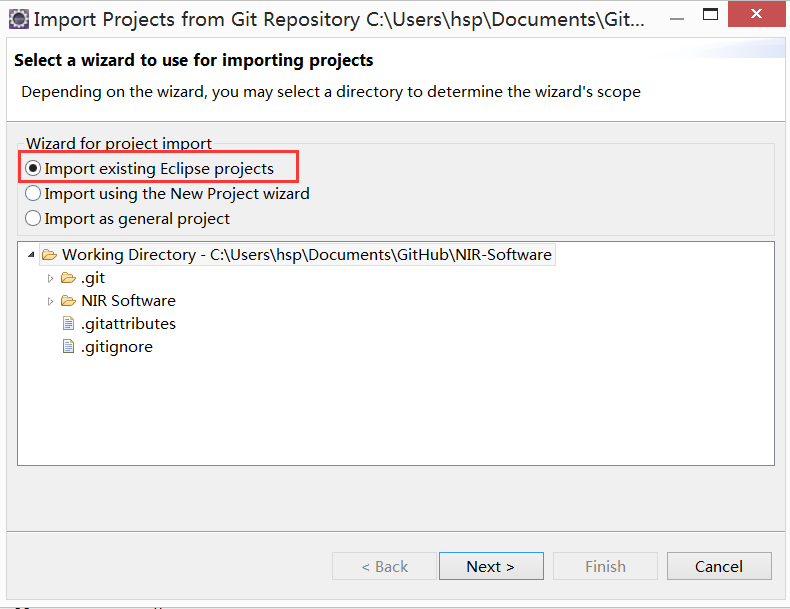 Import Projects from Git Repository C:\Users\hsp\Documents\Git...
Select a wizard to use for importing projects
Depending on the wizard, you may select a directory to determine the wizard's scope
Wizard for project import
Import existing Eclipse projects
Import using the New Project wizard
Import as general project
Working Directory - C:\Users\hsp\Documents\GitHub\NIR-Software
.git
NIR Software
.gitattributes
.gitignore
< Back
Next >
Finish
Cancel